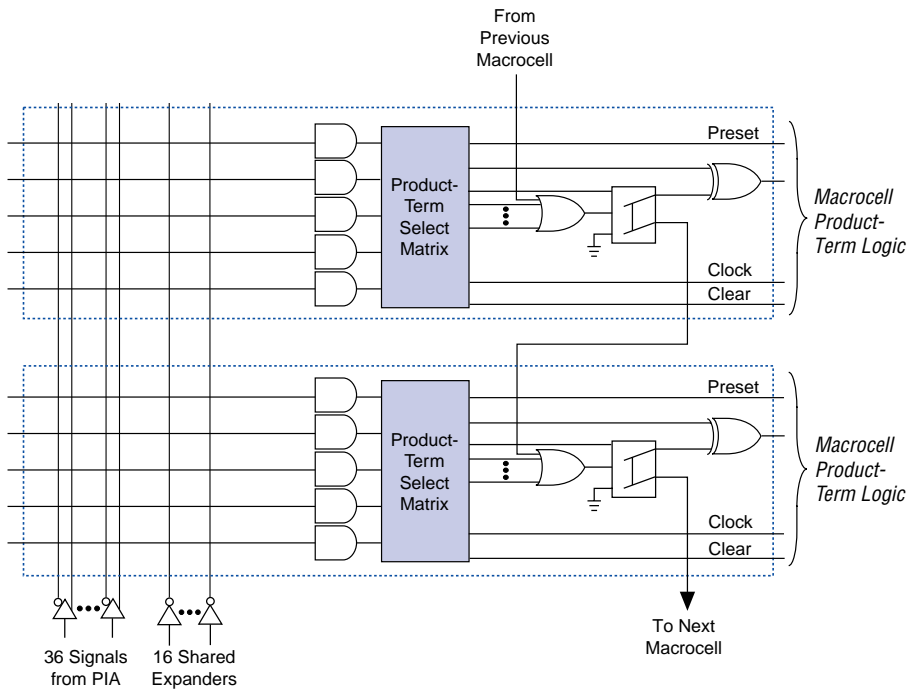 From
Previous
Macrocell
Preset
Product-
Term
Select
Matrix
Macrocell
Product-
Term Logic
Clock
Clear
Preset
Product-
Term
Select
Matrix
Macrocell
Product-
Term Logic
Clock
Clear
36 Signals
from PIA
16 Shared
Expanders
To Next
Macrocell